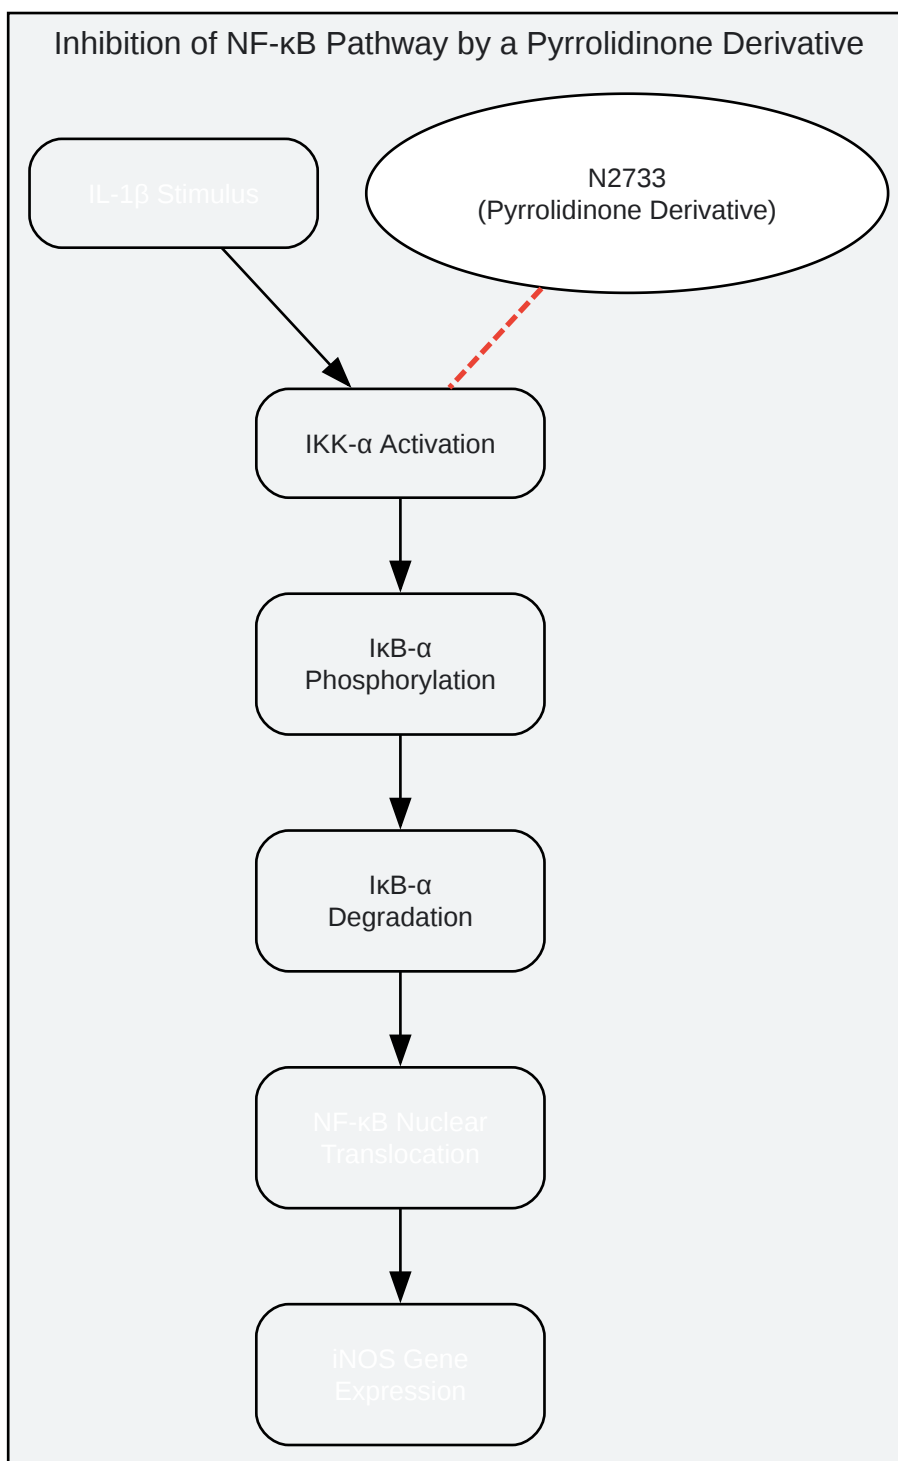 Inhibition of NF-κB Pathway by a Pyrrolidinone Derivative
IL-1β Stimulus
N2733
(Pyrrolidinone Derivative)
IKK-α Activation
IκB-α
Phosphorylation
IκB-α
Degradation
NF-κB Nuclear
Translocation
iNOS Gene
Expression